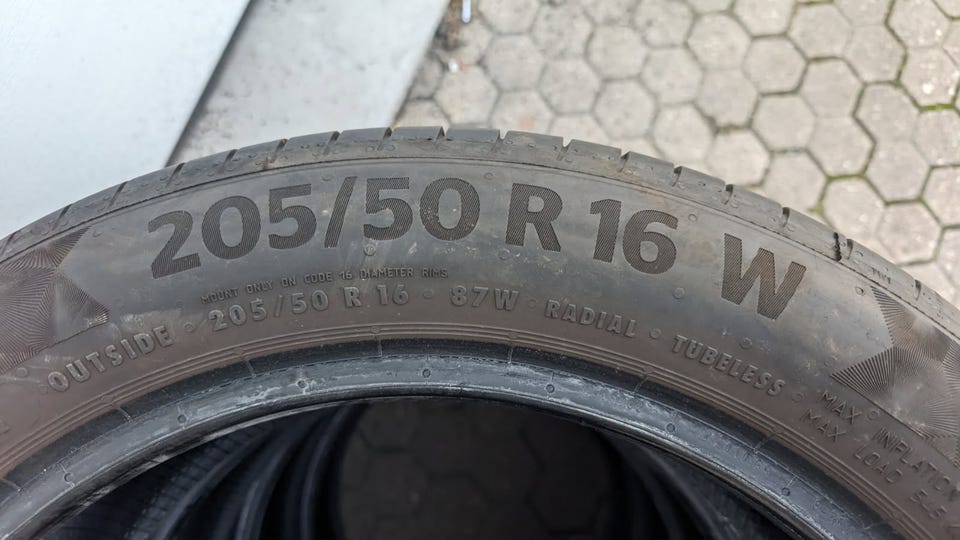 205/50 R 16 W
MOUNT ONLY ON CODE 16 DIAMETER RIMS
OUTSIDE • 205/50 R 16 • 87W • RADIAL • TUBELESS •
MAX INFLATION
MAX LOAD 545